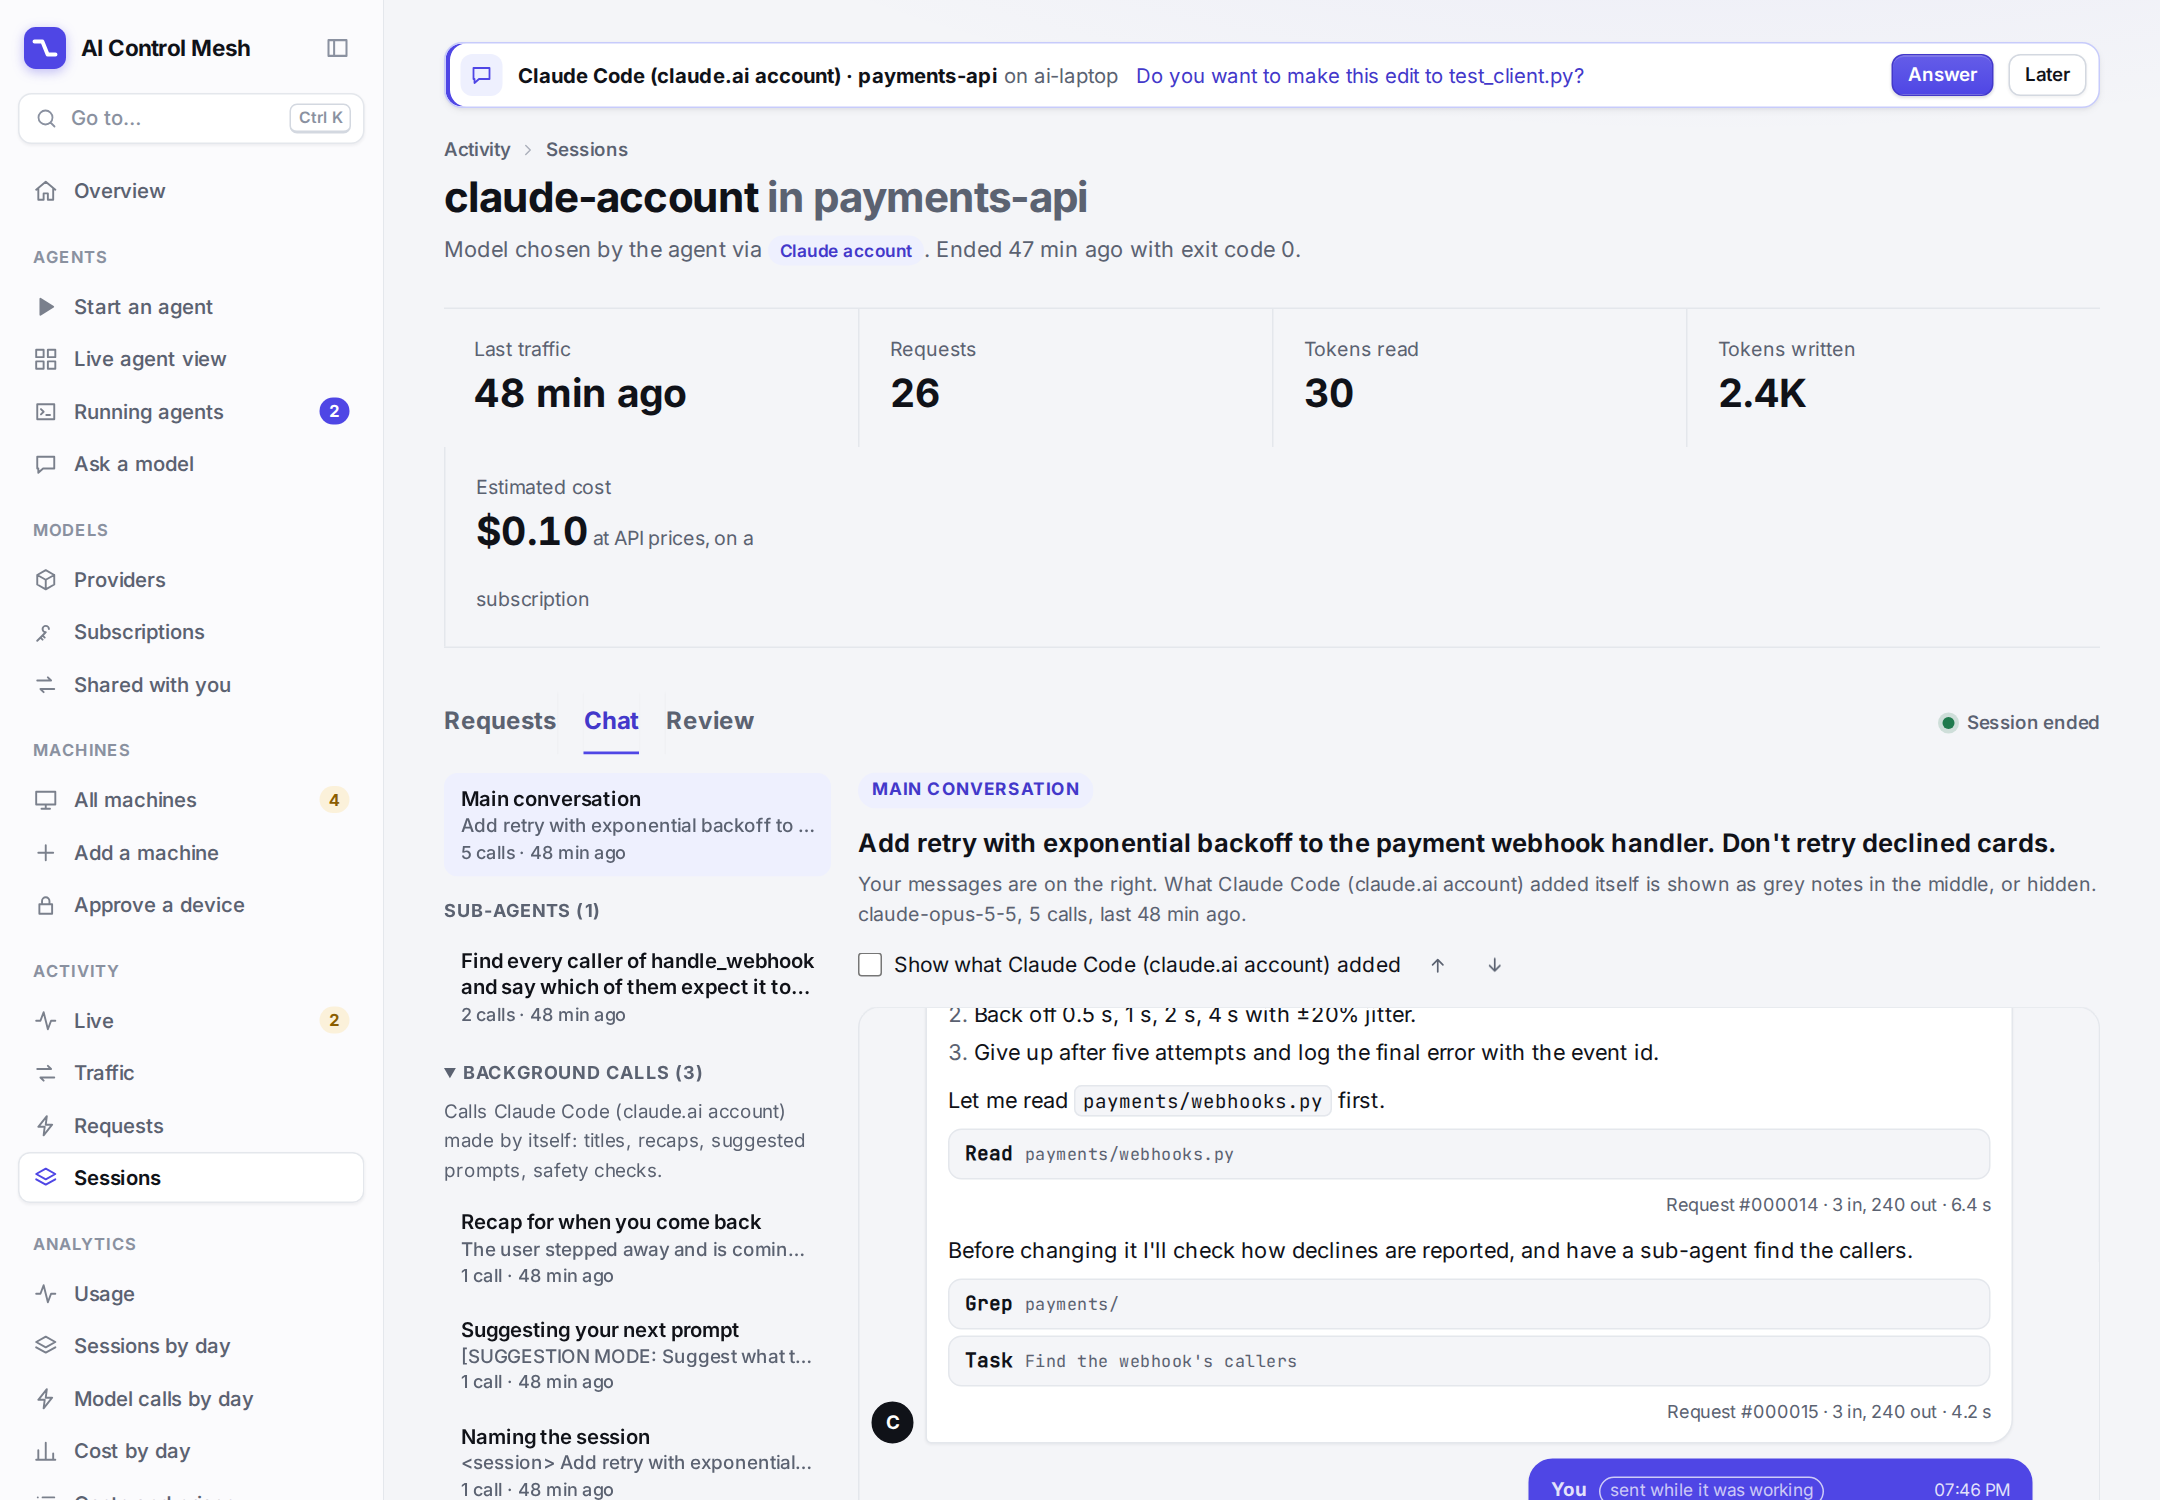 AI Control Mesh
Go to...
Ctrl K
Overview
AGENTS
Start an agent
Live agent view
Running agents
2
Ask a model
MODELS
Providers
Subscriptions
Shared with you
MACHINES
All machines
4
Add a machine
Approve a device
ACTIVITY
Live
2
Traffic
Requests
Sessions
ANALYTICS
Usage
Sessions by day
Model calls by day
Cost by day
Claude Code (claude.ai account) · payments-api on ai-laptop Do you want to make this edit to test_client.py?
Answer
Later
Activity > Sessions
claude-account in payments-api
Model chosen by the agent via Claude account . Ended 47 min ago with exit code 0.
Last traffic
48 min ago
Requests
26
Tokens read
30
Tokens written
2.4K
Estimated cost
$0.10 at API prices, on a
subscription
Requests
Chat
Review
Session ended
Main conversation
Add retry with exponential backoff to ...
5 calls · 48 min ago
SUB-AGENTS (1)
Find every caller of handle_webhook
and say which of them expect it to...
2 calls · 48 min ago
▼ BACKGROUND CALLS (3)
Calls Claude Code (claude.ai account)
made by itself: titles, recaps, suggested
prompts, safety checks.
Recap for when you come back
The user stepped away and is comin...
1 call · 48 min ago
Suggesting your next prompt
[SUGGESTION MODE: Suggest what t...
1 call · 48 min ago
Naming the session
<session> Add retry with exponential...
1 call · 48 min ago
MAIN CONVERSATION
Add retry with exponential backoff to the payment webhook handler. Don't retry declined cards.
Your messages are on the right. What Claude Code (claude.ai account) added itself is shown as grey notes in the middle, or hidden.
claude-opus-5-5, 5 calls, last 48 min ago.
Show what Claude Code (claude.ai account) added ↑ ↓
2. Back off 0.5 s, 1 s, 2 s, 4 s with ±20% jitter.
3. Give up after five attempts and log the final error with the event id.
Let me read payments/webhooks.py first.
Read payments/webhooks.py
Request #000014 · 3 in, 240 out · 6.4 s
Before changing it I'll check how declines are reported, and have a sub-agent find the callers.
Grep payments/
Task Find the webhook's callers
Request #000015 · 3 in, 240 out · 4.2 s
C
You sent while it was working 07:46 PM